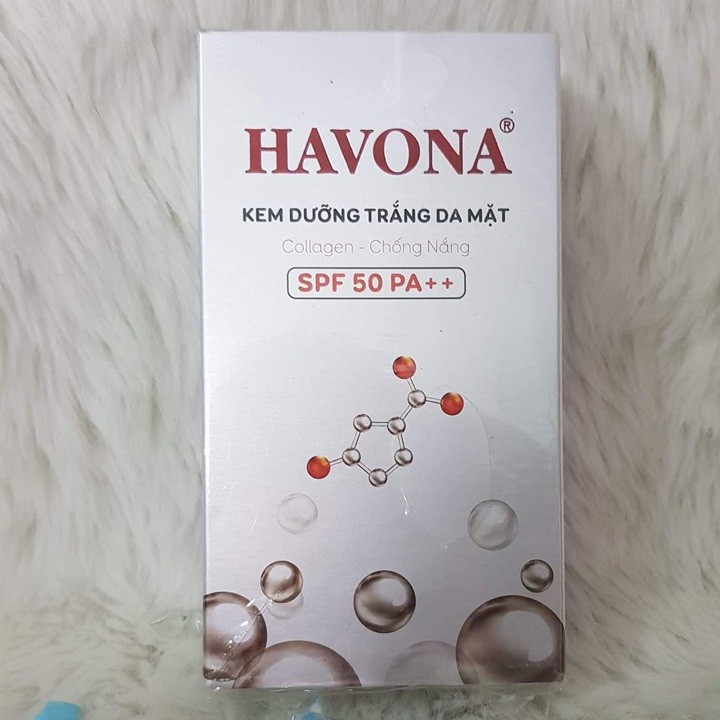 HAVONA®
KEM DƯỠNG TRẮNG DA MẶT
Collagen - Chống Nắng
SPF 50 PA++